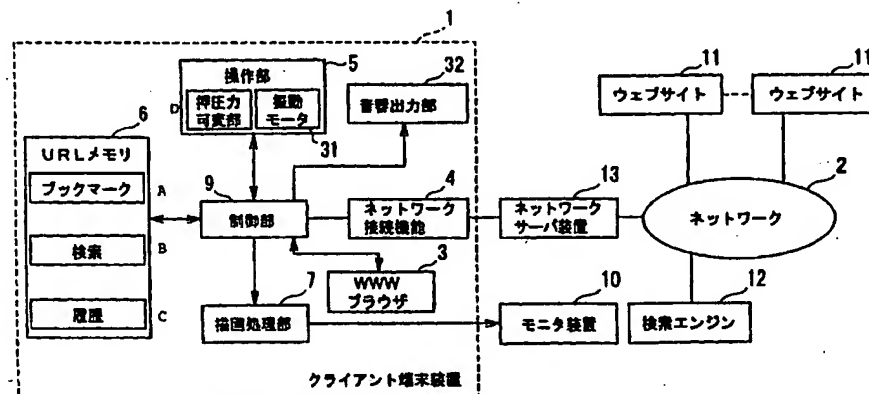 1
5
操作部
D
押圧力
可変部
振動
モータ
31
32
音響出力部
11
ウェブサイト
11
ウェブサイト
6
URLメモリ
ブックマーク
A
検索
B
履歴
C
9
制御部
4
ネットワーク
接続機能
13
ネットワーク
サーバ装置
2
ネットワーク
3
WWW
ブラウザ
7
描画処理部
10
モニタ装置
12
検索エンジン
クライアント端末装置